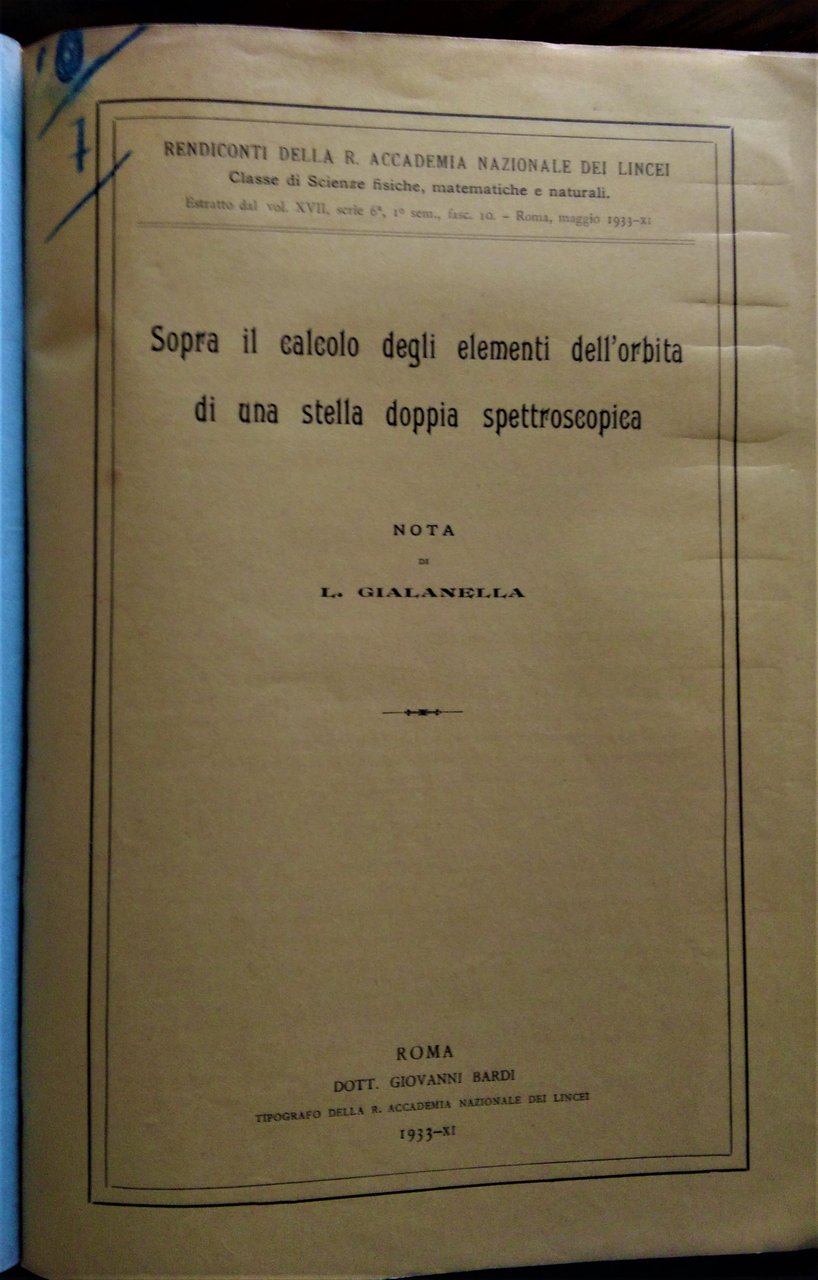 RENDICONTI DELLA R. ACCADEMIA NAZIONALE DEI LINCEI
Classe di Scienze fisiche, matematiche e naturali.
Estratto dal vol. XVII, serie 6ª, 1º sem., fasc. 10. – Roma, maggio 1933–XI
Sopra il calcolo degli elementi dell'orbita
di una stella doppia spettroscopica
NOTA
DI
L. GIALANELLA
ROMA
DOTT. GIOVANNI BARDI
TIPOGRAFO DELLA R. ACCADEMIA NAZIONALE DEI LINCEI
1933–XI